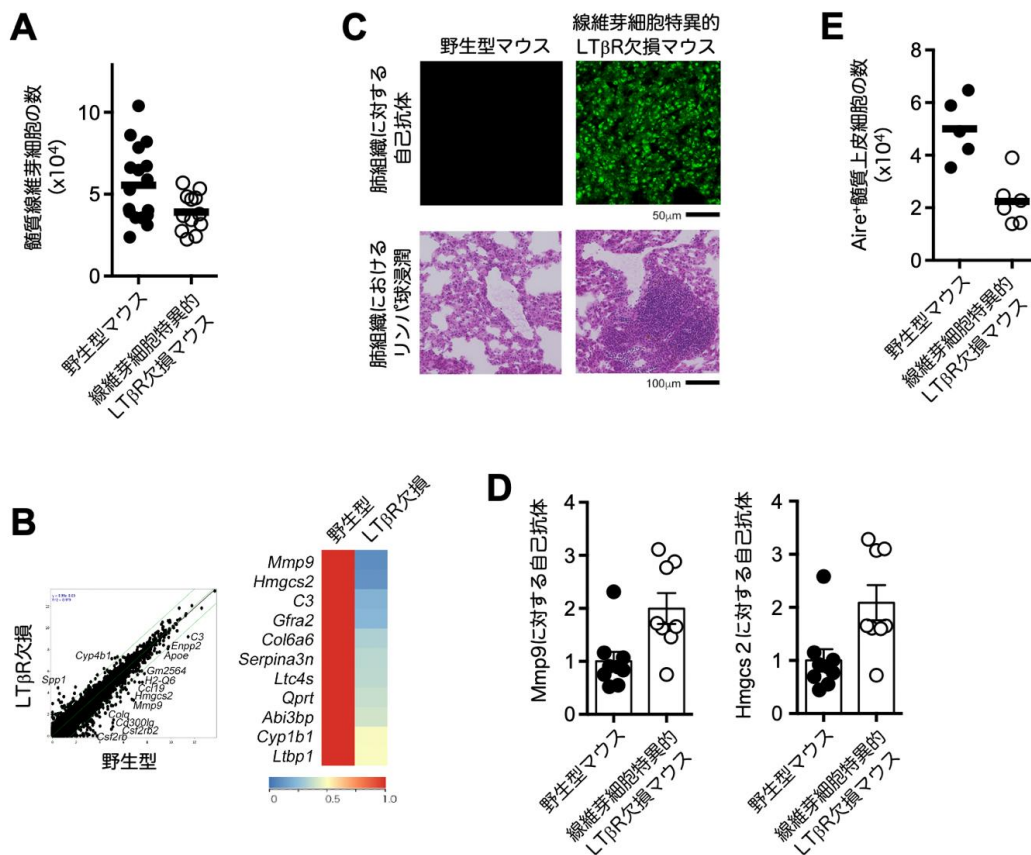 A
髄質線維芽細胞の数
(x10⁴)
10
5
0
野生型マウス
線維芽細胞特異的
LTβR欠損マウス
C
野生型マウス
線維芽細胞特異的
LTβR欠損マウス
肺組織に対する
自己抗体
50μm
肺組織における
リンパ球浸潤
100μm
E
Aire⁺髄質上皮細胞の数
(x10⁴)
8
6
4
2
0
野生型マウス
線維芽細胞特異的
LTβR欠損マウス
B
LTβR欠損
野生型
Cyp4b1
Spp1
C3
Enpp2
Apoe
Gm2564
H2-Q6
Ccl19
Hmgcs2
Mmp9
Colq
Cd300lg
Csf2rb2
Csf2rb
野生型
LTβR欠損
Mmp9
Hmgcs2
C3
Gfra2
Col6a6
Serpina3n
Ltc4s
Qprt
Abi3bp
Cyp1b1
Ltbp1
0 0.5 1.0
D
Mmp9に対する自己抗体
4
3
2
1
0
野生型マウス
線維芽細胞特異的
LTβR欠損マウス
Hmgcs 2に対する自己抗体
4
3
2
1
0
野生型マウス
線維芽細胞特異的
LTβR欠損マウス